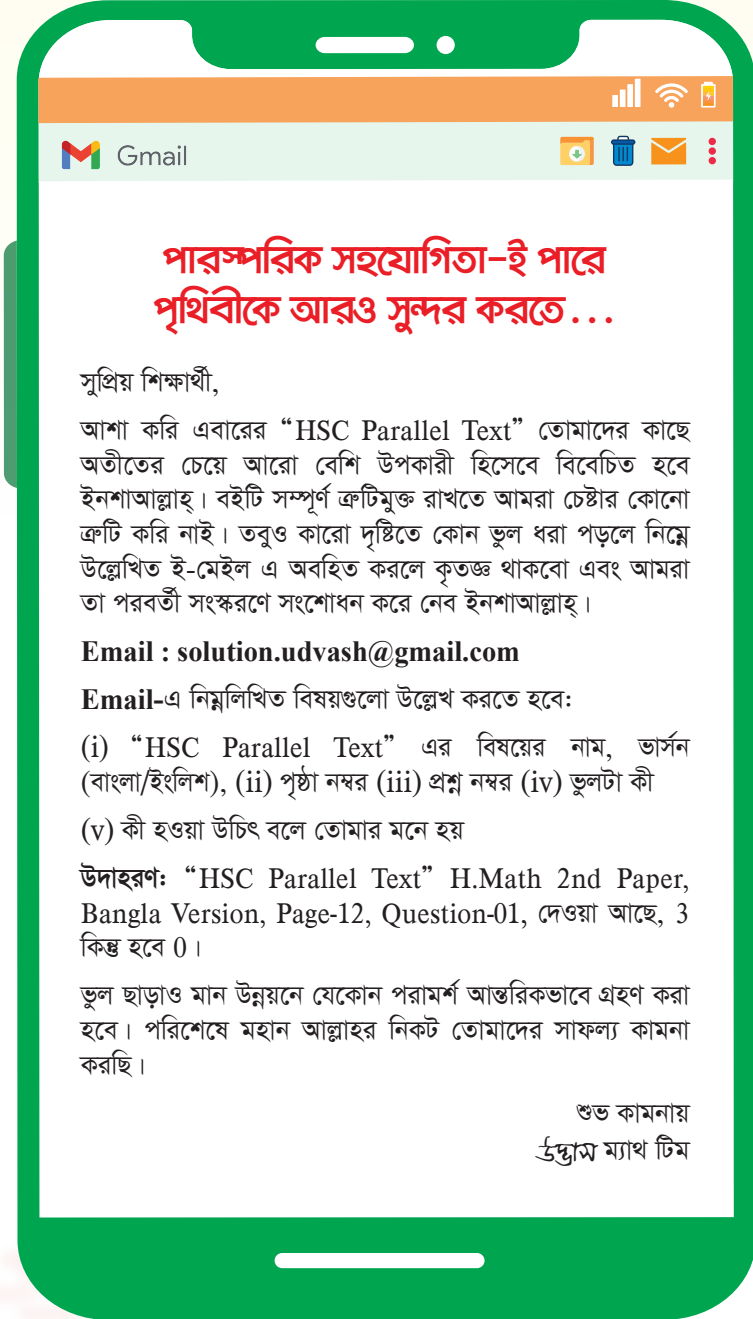 Gmail
পারস্পরিক সহযোগিতা-ই পারে
পৃথিবীকে আরও সুন্দর করতে...
সুপ্রিয় শিক্ষার্থী,
আশা করি এবারের “HSC Parallel Text” তোমাদের কাছে
অতীতের চেয়ে আরো বেশি উপকারী হিসেবে বিবেচিত হবে
ইনশাআল্লাহ্। বইটি সম্পূর্ণ ত্রুটিমুক্ত রাখতে আমরা চেষ্টার কোনো
ত্রুটি করি নাই। তবুও কারো দৃষ্টিতে কোন ভুল ধরা পড়লে নিম্নে
উল্লেখিত ই-মেইল এ অবহিত করলে কৃতজ্ঞ থাকবো এবং আমরা
তা পরবর্তী সংস্করণে সংশোধন করে নেব ইনশাআল্লাহ্।
Email : solution.udvash@gmail.com
Email-এ নিম্নলিখিত বিষয়গুলো উল্লেখ করতে হবে:
(i) “HSC Parallel Text” এর বিষয়ের নাম, ভার্সন
(বাংলা/ইংলিশ), (ii) পৃষ্ঠা নম্বর (iii) প্রশ্ন নম্বর (iv) ভুলটা কী
(v) কী হওয়া উচিৎ বলে তোমার মনে হয়
উদাহরণ: “HSC Parallel Text” H.Math 2nd Paper,
Bangla Version, Page-12, Question-01, দেওয়া আছে, 3
কিন্তু হবে 0।
ভুল ছাড়াও মান উন্নয়নে যেকোন পরামর্শ আন্তরিকভাবে গ্রহণ করা
হবে। পরিশেষে মহান আল্লাহর নিকট তোমাদের সাফল্য কামনা
করছি।
শুভ কামনায়
উদ্ভাস ম্যাথ টিম